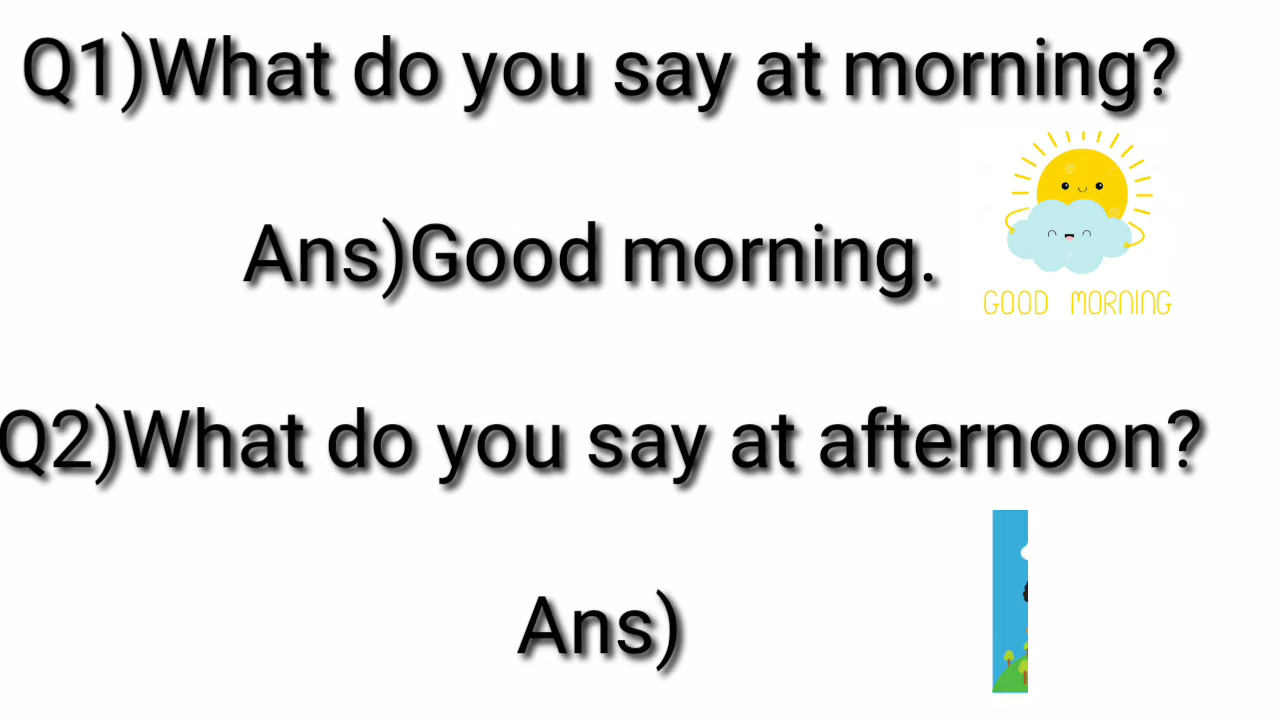 Q1)What do you say at morning?
Ans)Good morning.
GOOD MORNING
Q2)What do you say at afternoon?
Ans)